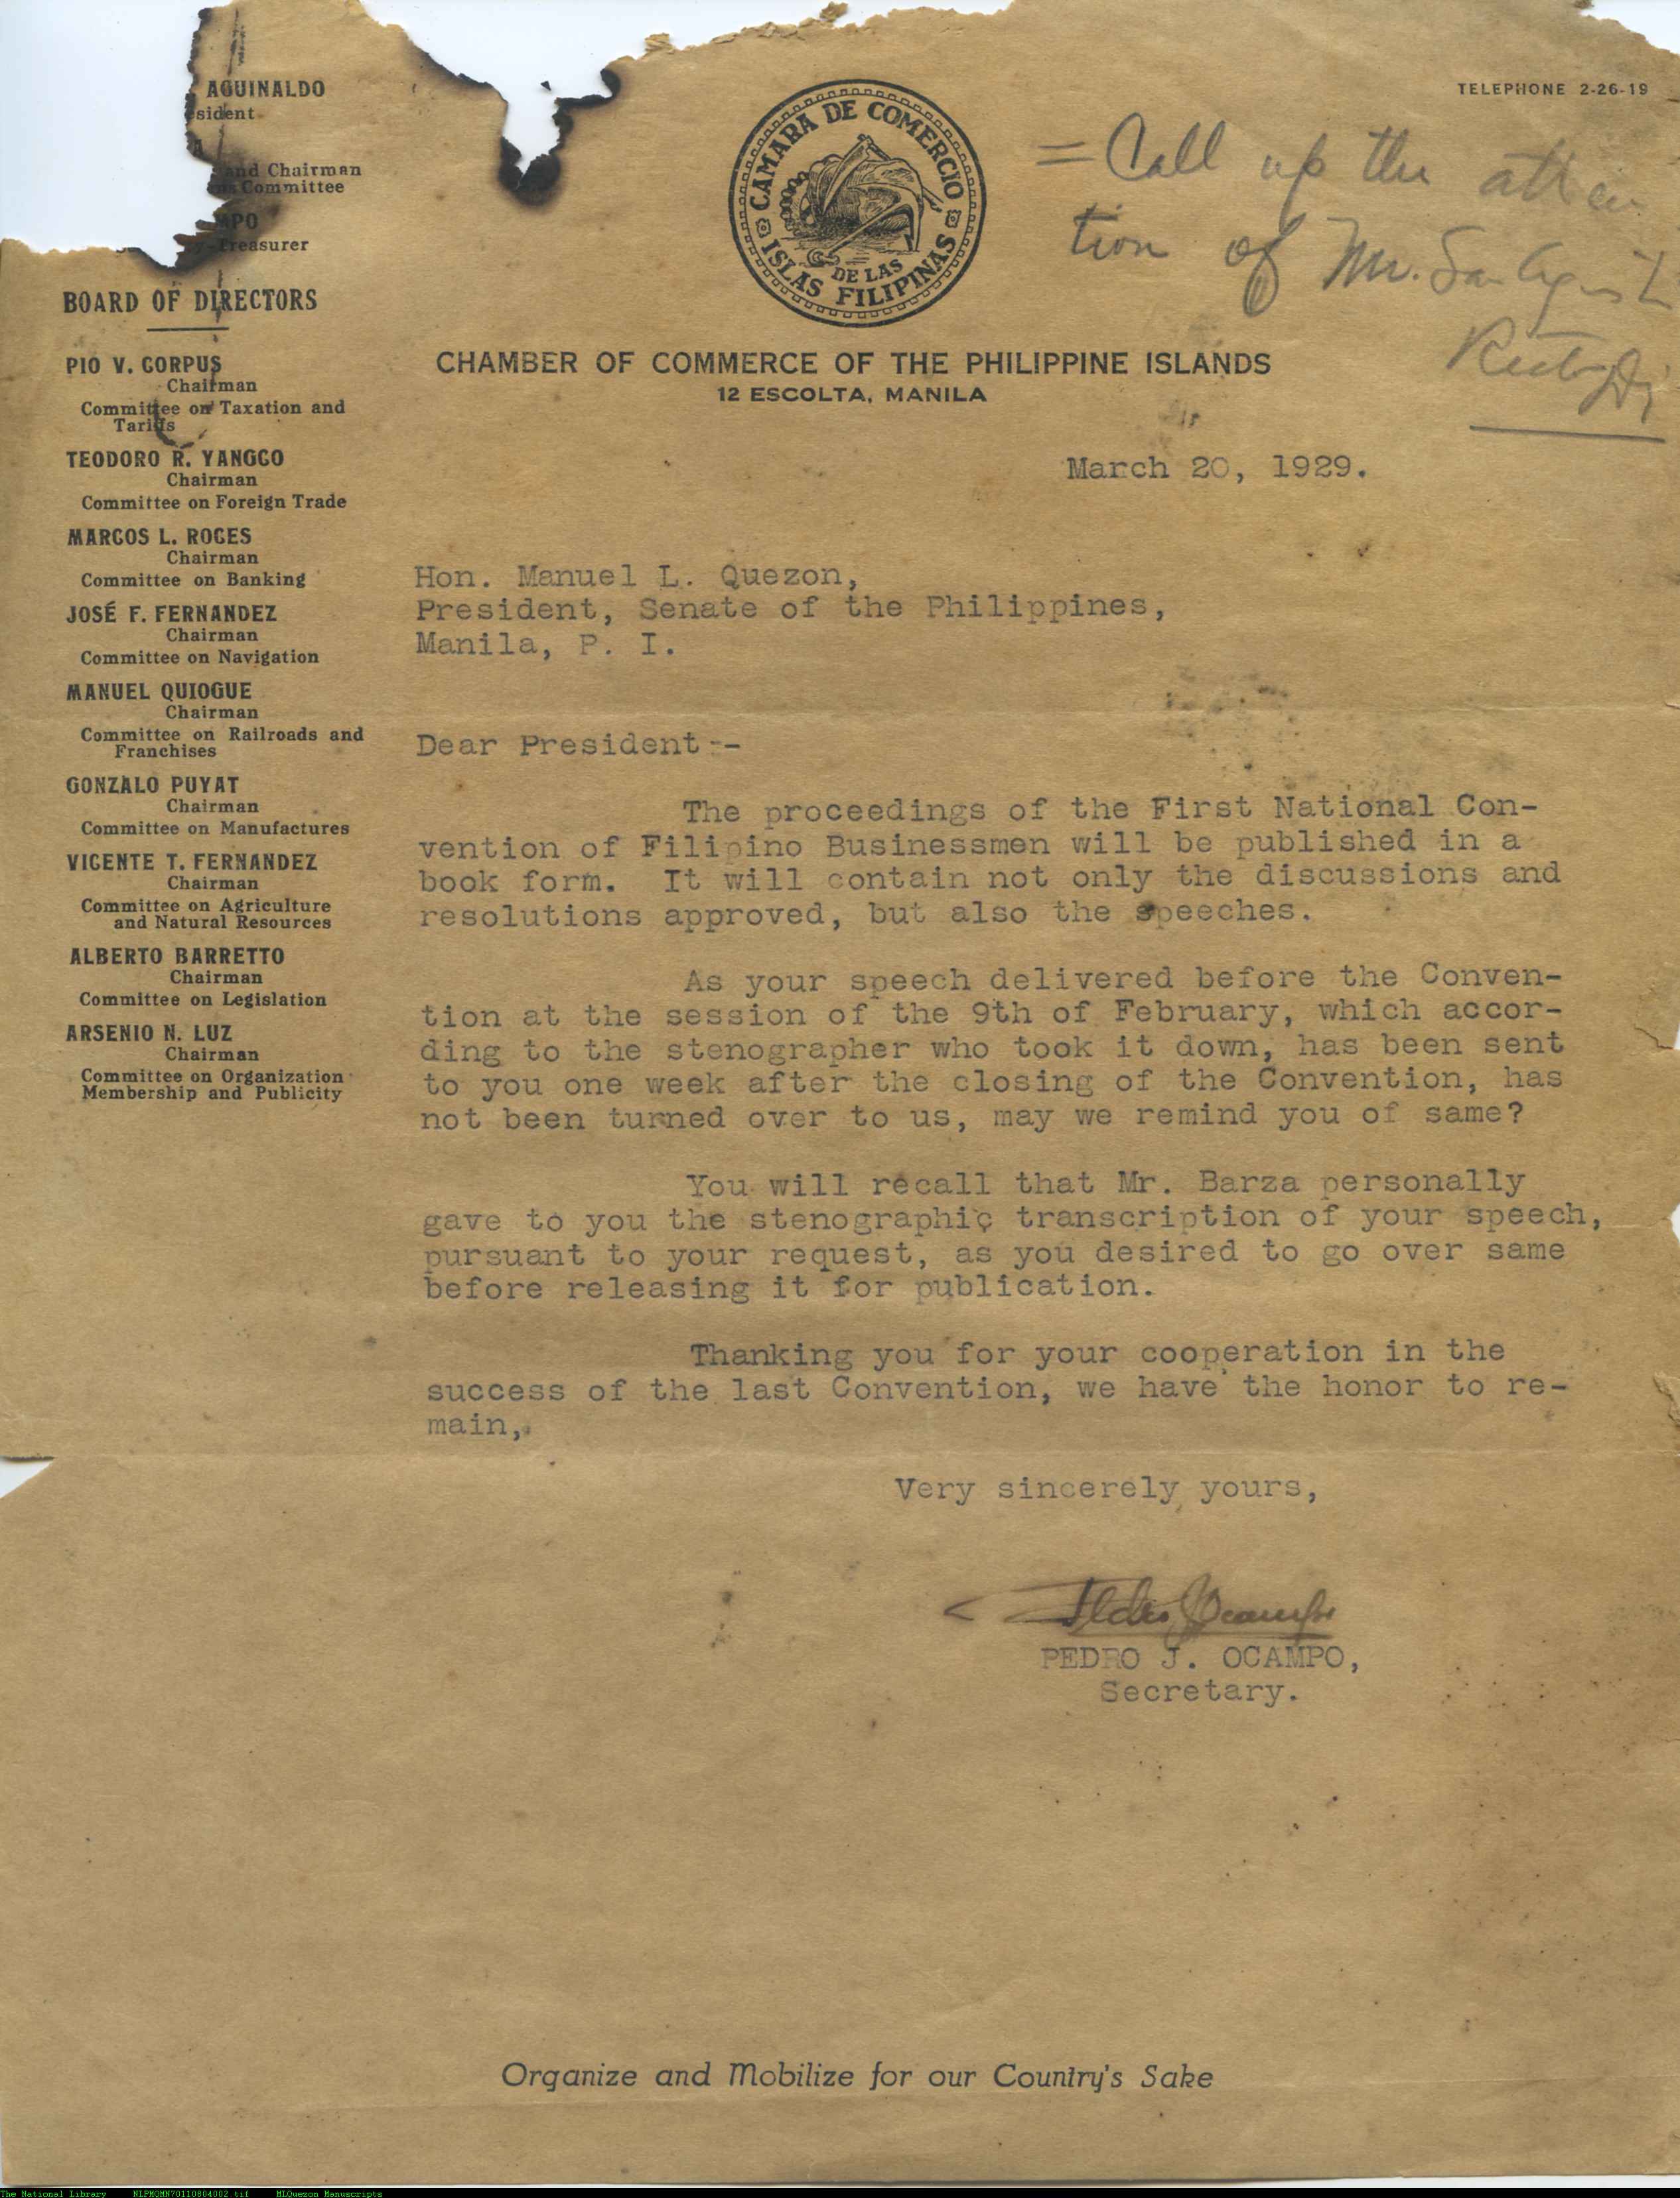 AGUINALDO
sident
and Chairman
Committee
MPO
y-Treasurer
BOARD OF DIRECTORS
PIO V. CORPUS
Chairman
Committee on Taxation and
Tariffs
TEODORO R. YANGCO
Chairman
Committee on Foreign Trade
MARCOS L. ROCES
Chairman
Committee on Banking
JOSÉ F. FERNANDEZ
Chairman
Committee on Navigation
MANUEL QUIOGUE
Chairman
Committee on Railroads and
Franchises
GONZALO PUYAT
Chairman
Committee on Manufactures
VICENTE T. FERNANDEZ
Chairman
Committee on Agriculture
and Natural Resources
ALBERTO BARRETTO
Chairman
Committee on Legislation
ARSENIO N. LUZ
Chairman
Committee on Organization
Membership and Publicity
CAMARA DE COMERCIO
DE LAS
ISLAS FILIPINAS
TELEPHONE 2-26-19
= Call up the atten
tion of Mr. San Agustin
CHAMBER OF COMMERCE OF THE PHILIPPINE ISLANDS
12 ESCOLTA, MANILA
March 20, 1929.
Hon. Manuel L. Quezon,
President, Senate of the Philippines,
Manila, P. I.
Dear President:-
The proceedings of the First National Con-
vention of Filipino Businessmen will be published in a
book form. It will contain not only the discussions and
resolutions approved, but also the speeches.
As your speech delivered before the Conven-
tion at the session of the 9th of February, which accor-
ding to the stenographer who took it down, has been sent
to you one week after the closing of the Convention, has
not been turned over to us, may we remind you of same?
You will recall that Mr. Barza personally
gave to you the stenographic transcription of your speech,
pursuant to your request, as you desired to go over same
before releasing it for publication.
Thanking you for your cooperation in the
success of the last Convention, we have the honor to re-
main,
Very sincerely yours,
PEDRO J. OCAMPO,
Secretary.
Organize and Mobilize for our Country's Sake
The National Library NLPMQMN70110804002.tif MLQuezon Manuscripts